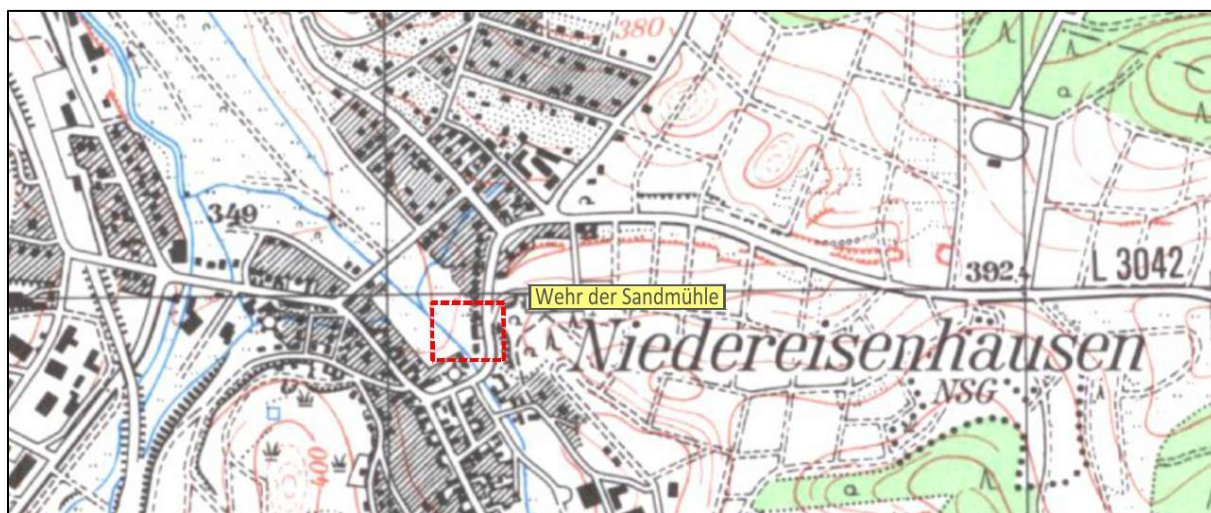 380
349
392
L 3042
Wehr der Sandmühle
Niedereisenhausen
NSG
400